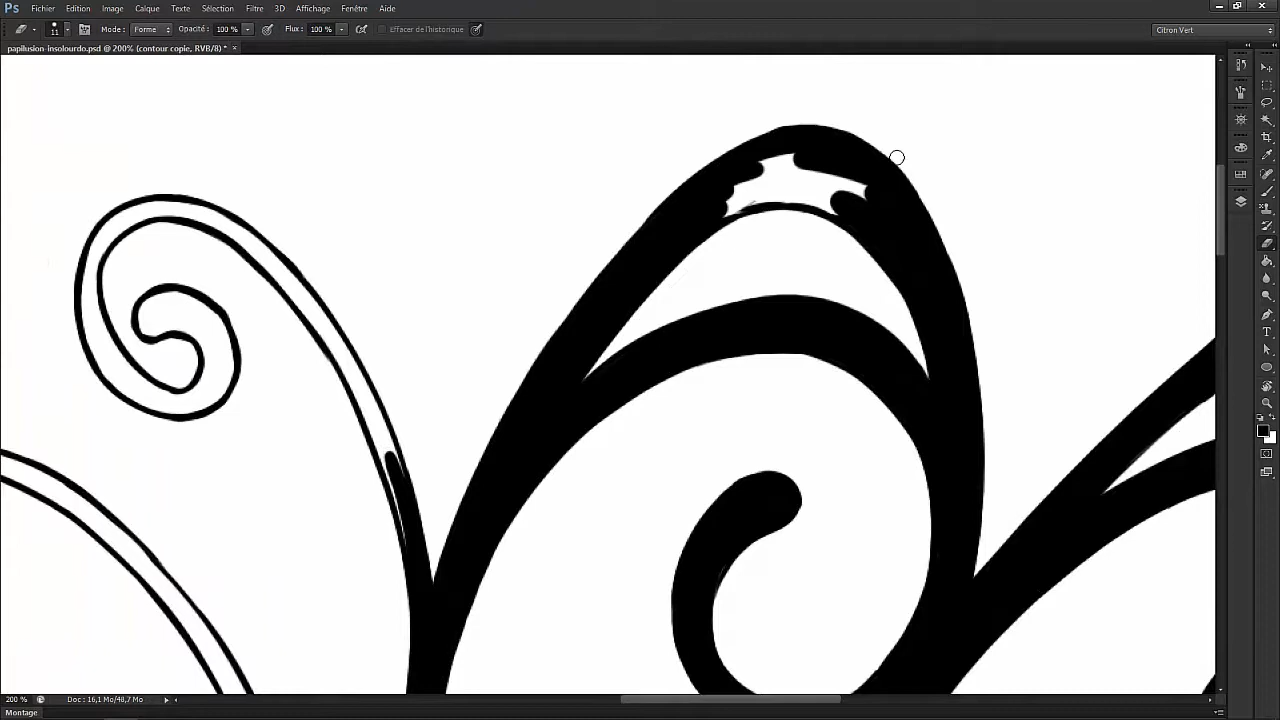 Ps Fichier Edition Image Calque Texte Sélection Filtre 3D Affichage Fenêtre Aide
11 Mode : Forme Opacité : 100 % Flux : 100 % Effacer de l'historique Citron Vert
papilusion-insolourdo.psd @ 200% (contour copie, RVB/8) * ×
200 % Doc : 16,1 Mo/48,7 Mo
Montage